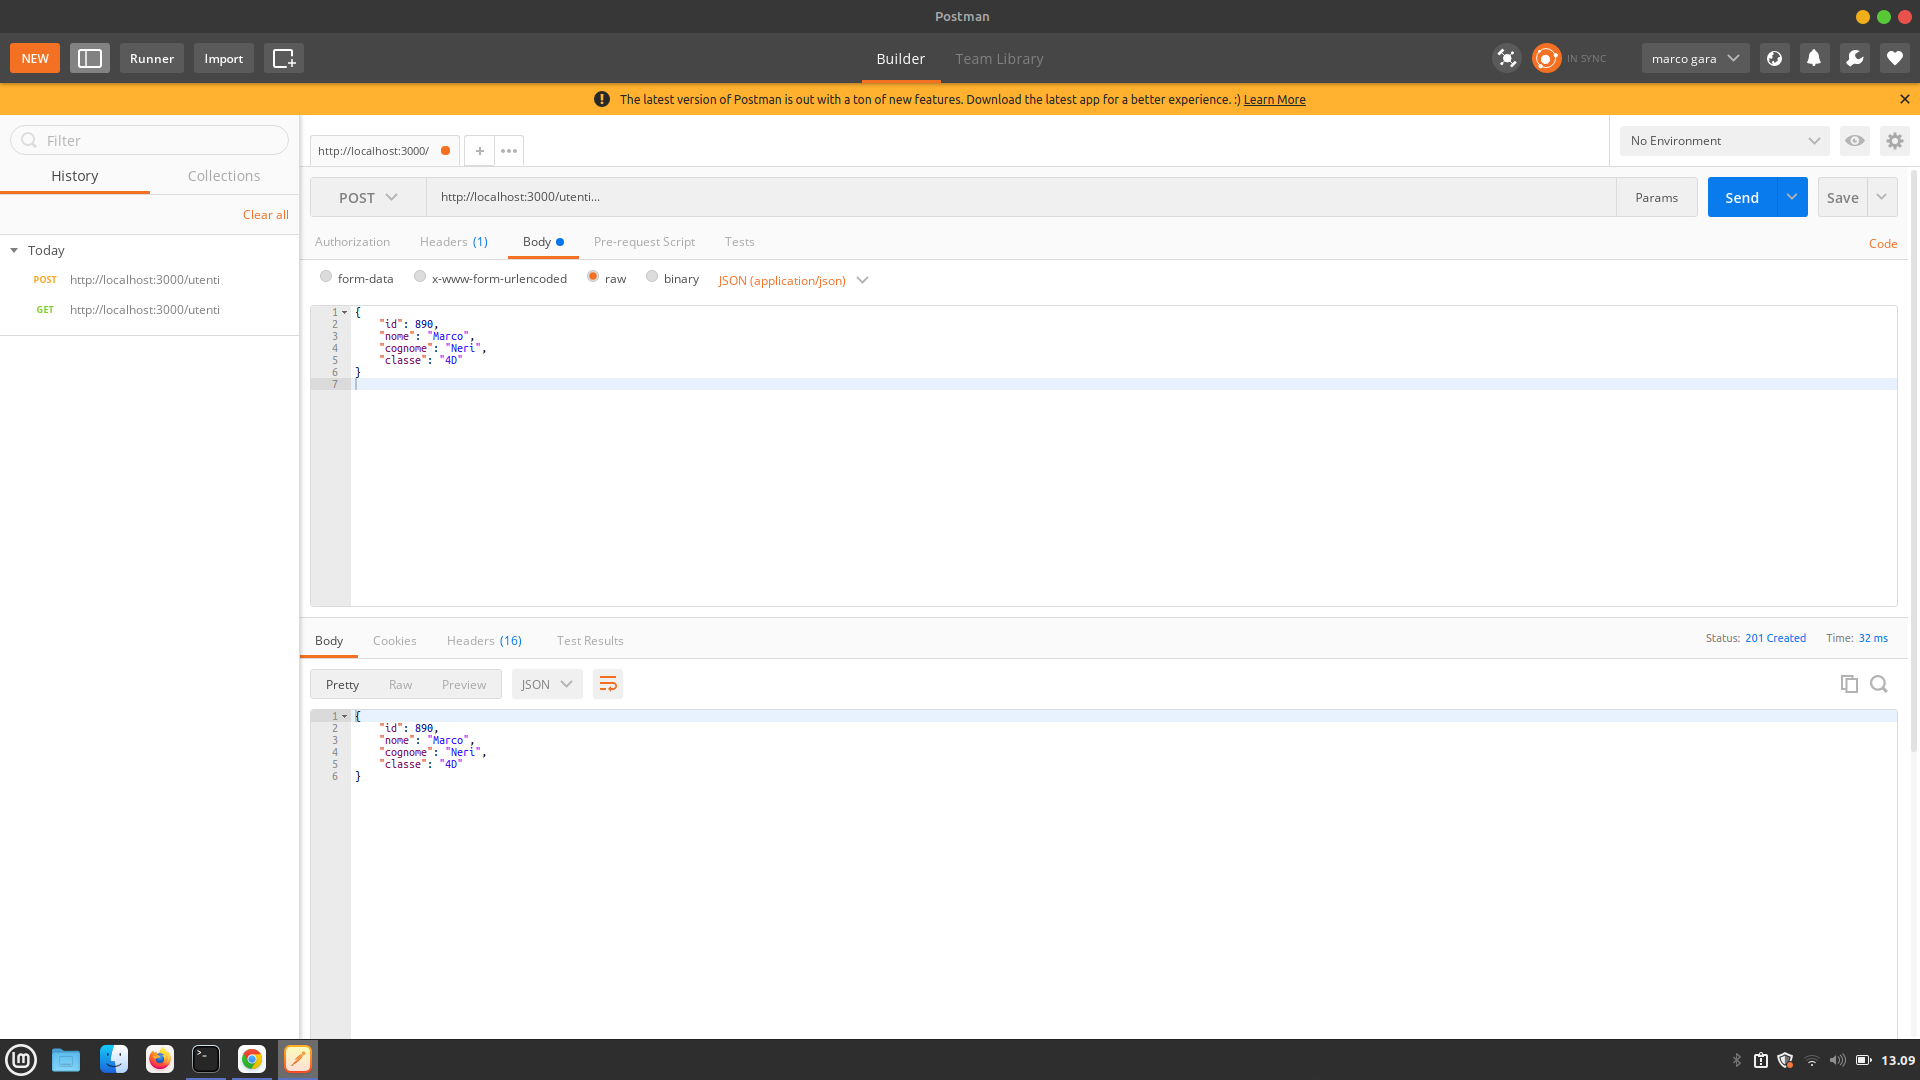 Postman
NEW Runner Import Builder Team Library IN SYNC marco gara
The latest version of Postman is out with a ton of new features. Download the latest app for a better experience. :) Learn More
Filter
History Collections
Clear all
Today
POST http://localhost:3000/utenti
GET http://localhost:3000/utenti
http://localhost:3000/
No Environment
POST http://localhost:3000/utenti... Params Send Save
Authorization Headers (1) Body Pre-request Script Tests Code
form-data x-www-form-urlencoded raw binary JSON (application/json)
1 {
2 "id": 890,
3 "nome": "Marco",
4 "cognome": "Neri",
5 "classe": "4D"
6 }
7
Body Cookies Headers (16) Test Results Status: 201 Created Time: 32 ms
Pretty Raw Preview JSON
1 {
2 "id": 890,
3 "nome": "Marco",
4 "cognome": "Neri",
5 "classe": "4D"
6 }
13.09